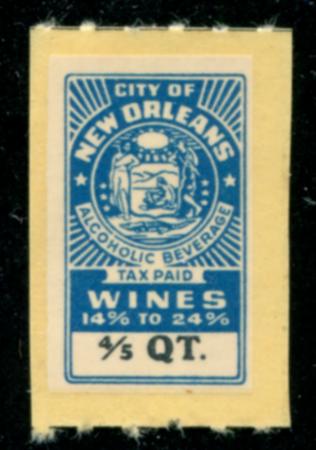 CITY OF
NEW ORLEANS
ALCOHOLIC BEVERAGE
TAX PAID
WINES
14% TO 24%
4/5 QT.